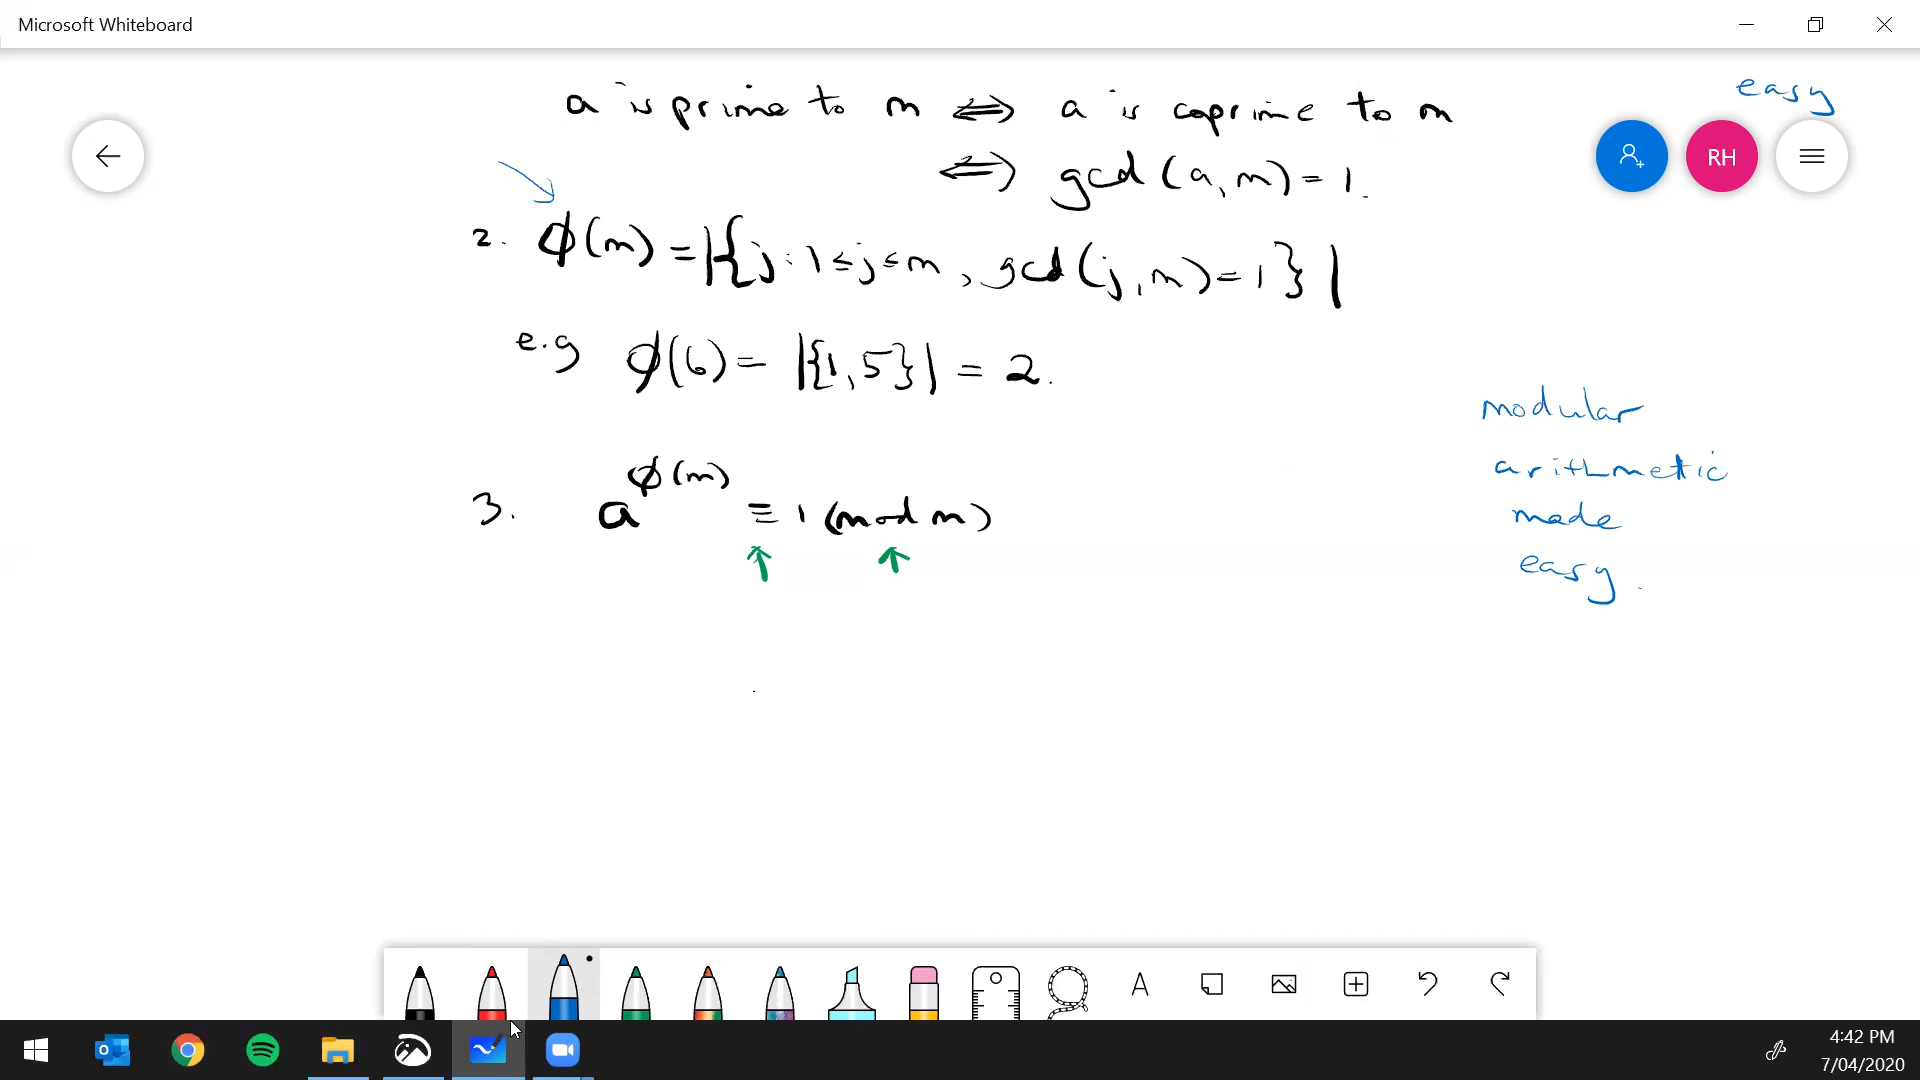 Microsoft Whiteboard
easy
a is prime to m ⟺ a is coprime to m
⟺ gcd(a,m)=1.
RH
2. ϕ(m)=|{j:1≤j≤m, gcd(j,m)=1}|
e.g ϕ(6)=|{1,5}|=2.
modular
arithmetic
made
easy.
3. a^ϕ(m) ≡ 1 (mod m)
4:42 PM
7/04/2020